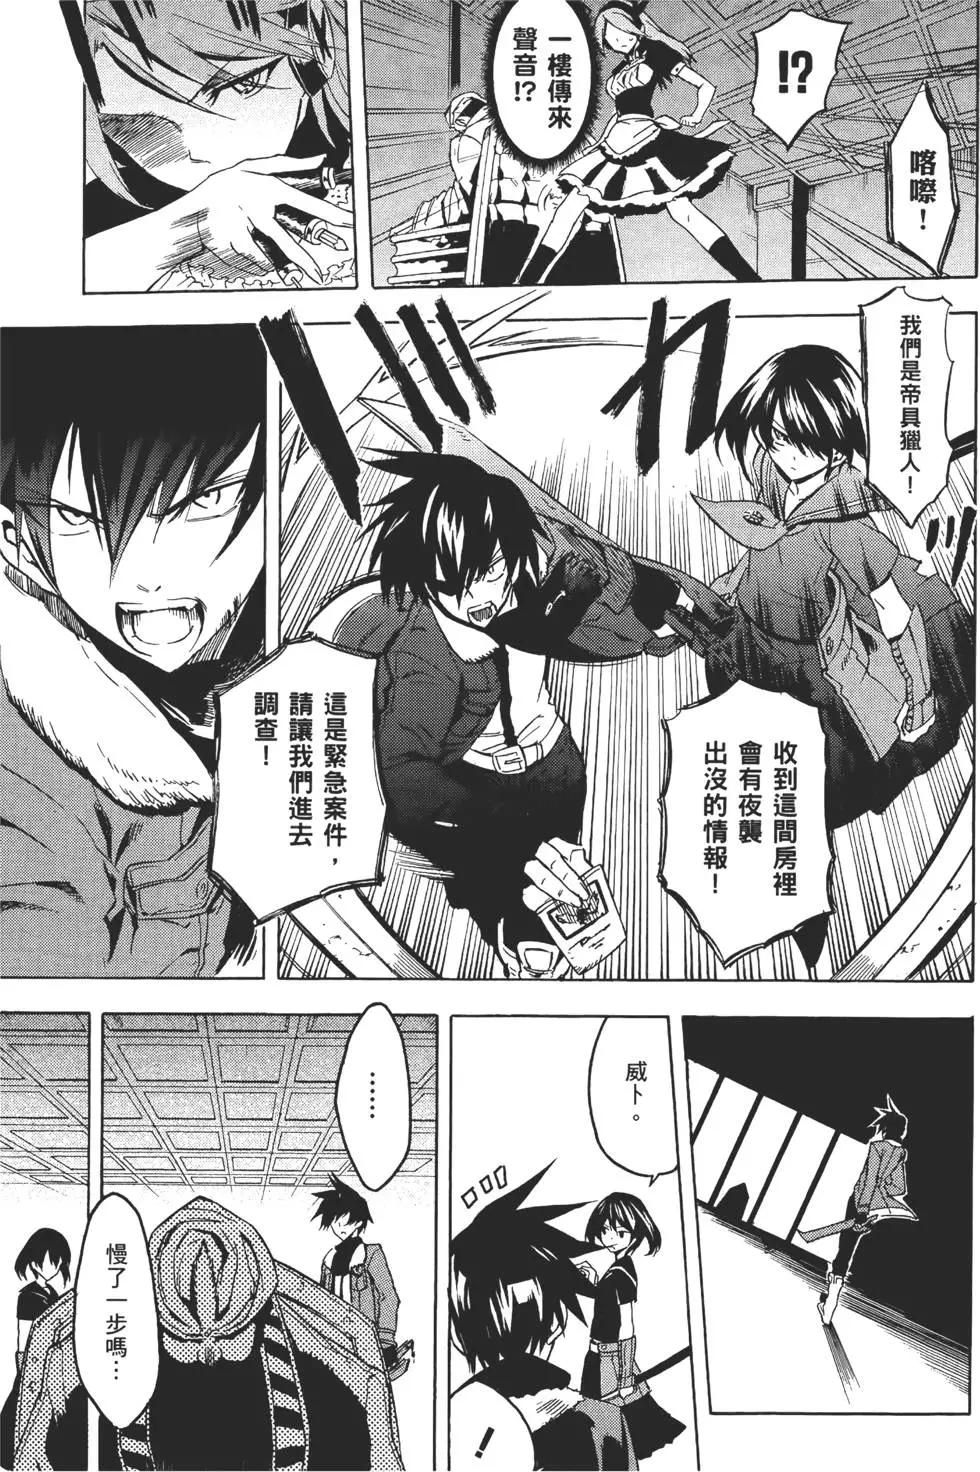 喀嚓！
!?
一樓傳來
聲音!?
我們是帝具獵人！
收到這間房裡
會有夜襲
出沒的情報！
這是緊急案件，
請讓我們進去
調查！
威卜。
！
……
慢了一步嗎…